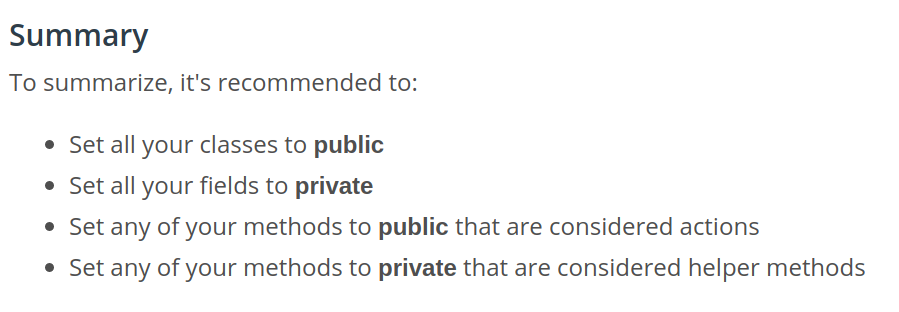 Summary
To summarize, it's recommended to:
Set all your classes to public
Set all your fields to private
Set any of your methods to public that are considered actions
Set any of your methods to private that are considered helper methods